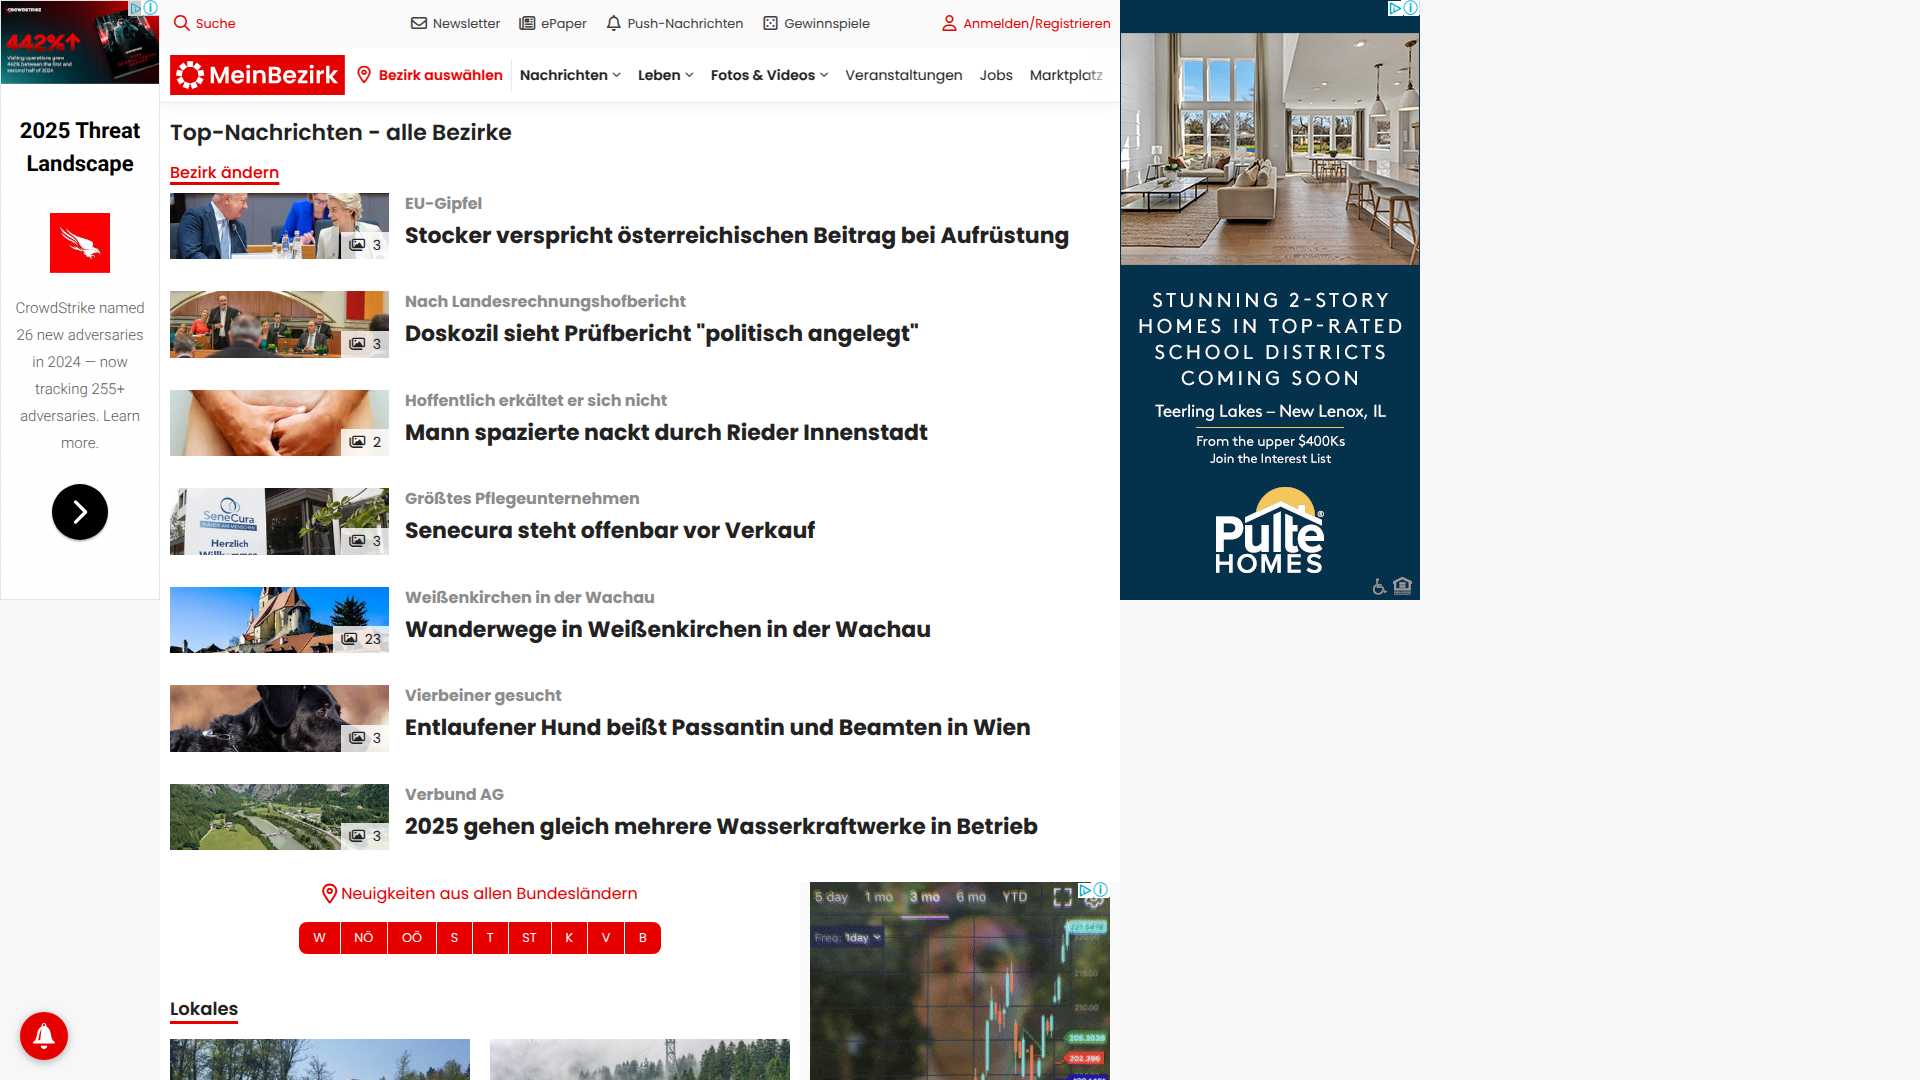 442%↑
2025 Threat
Landscape
CrowdStrike named
26 new adversaries
in 2024 — now
tracking 255+
adversaries. Learn
more.
Suche
Newsletter
ePaper
Push-Nachrichten
Gewinnspiele
Anmelden/Registrieren
MeinBezirk
Bezirk auswählen
Nachrichten
Leben
Fotos & Videos
Veranstaltungen
Jobs
Marktplatz
Top-Nachrichten - alle Bezirke
Bezirk ändern
3
EU-Gipfel
Stocker verspricht österreichischen Beitrag bei Aufrüstung
3
Nach Landesrechnungshofbericht
Doskozil sieht Prüfbericht "politisch angelegt"
2
Hoffentlich erkältet er sich nicht
Mann spazierte nackt durch Rieder Innenstadt
SeneCura
Herzlich
3
Größtes Pflegeunternehmen
Senecura steht offenbar vor Verkauf
23
Weißenkirchen in der Wachau
Wanderwege in Weißenkirchen in der Wachau
3
Vierbeiner gesucht
Entlaufener Hund beißt Passantin und Beamten in Wien
3
Verbund AG
2025 gehen gleich mehrere Wasserkraftwerke in Betrieb
Neuigkeiten aus allen Bundesländern
W NÖ OÖ S T ST K V B
Lokales
5 day 1 mo 3 mo 6 mo YTD
Freq: 1day
210.00
202.396
STUNNING 2-STORY
HOMES IN TOP-RATED
SCHOOL DISTRICTS
COMING SOON
Teerling Lakes – New Lenox, IL
From the upper $400Ks
Join the Interest List
Pulte®
HOMES